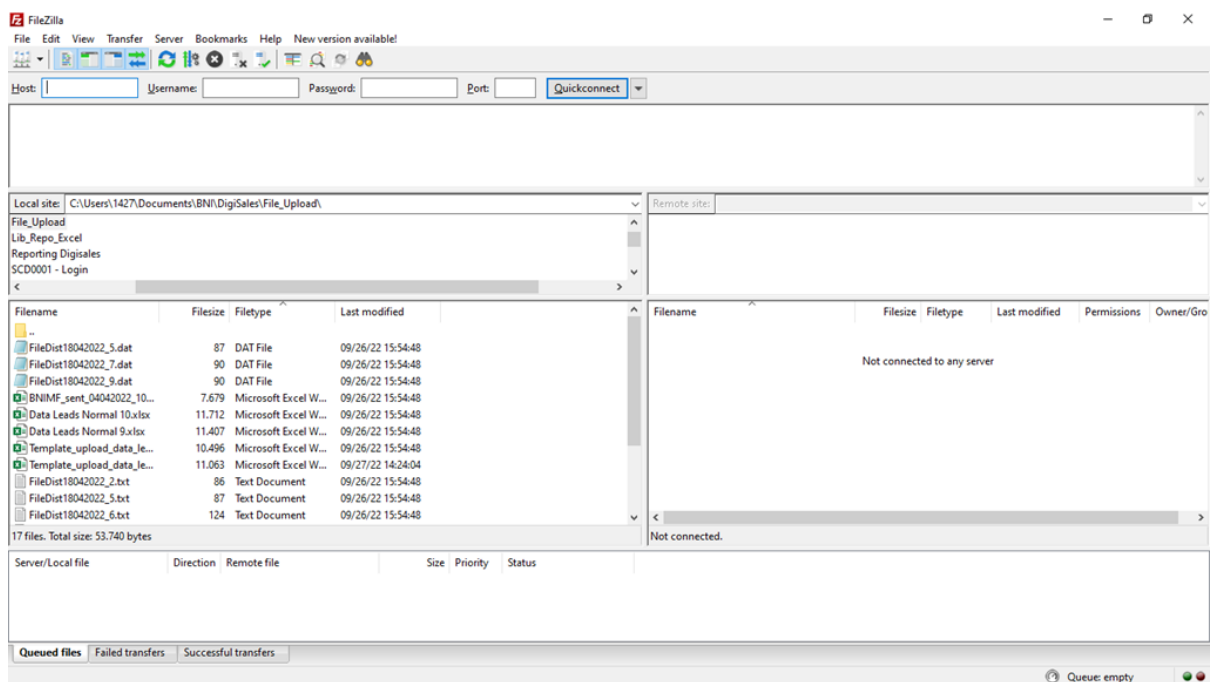 FileZilla
File Edit View Transfer Server Bookmarks Help New version available!
Host: Username: Password: Port: Quickconnect
Local site: C:\Users\1427\Documents\BNI\DigiSales\File_Upload\ Remote site:
File_Upload
Lib_Repo_Excel
Reporting Digisales
SCD0001 - Login
Filename Filesize Filetype Last modified Filename Filesize Filetype Last modified Permissions Owner/Gro
..
FileDist18042022_5.dat 87 DAT File 09/26/22 15:54:48
Not connected to any server
FileDist18042022_7.dat 90 DAT File 09/26/22 15:54:48
FileDist18042022_9.dat 90 DAT File 09/26/22 15:54:48
BNIMF_sent_04042022_10... 7.679 Microsoft Excel W... 09/26/22 15:54:48
Data Leads Normal 10.xlsx 11.712 Microsoft Excel W... 09/26/22 15:54:48
Data Leads Normal 9.xlsx 11.407 Microsoft Excel W... 09/26/22 15:54:48
Template_upload_data_le... 10.496 Microsoft Excel W... 09/26/22 15:54:48
Template_upload_data_le... 11.063 Microsoft Excel W... 09/27/22 14:24:04
FileDist18042022_2.txt 86 Text Document 09/26/22 15:54:48
FileDist18042022_5.txt 87 Text Document 09/26/22 15:54:48
FileDist18042022_6.txt 124 Text Document 09/26/22 15:54:48
17 files. Total size: 53.740 bytes Not connected.
Server/Local file Direction Remote file Size Priority Status
Queued files Failed transfers Successful transfers
Queue: empty